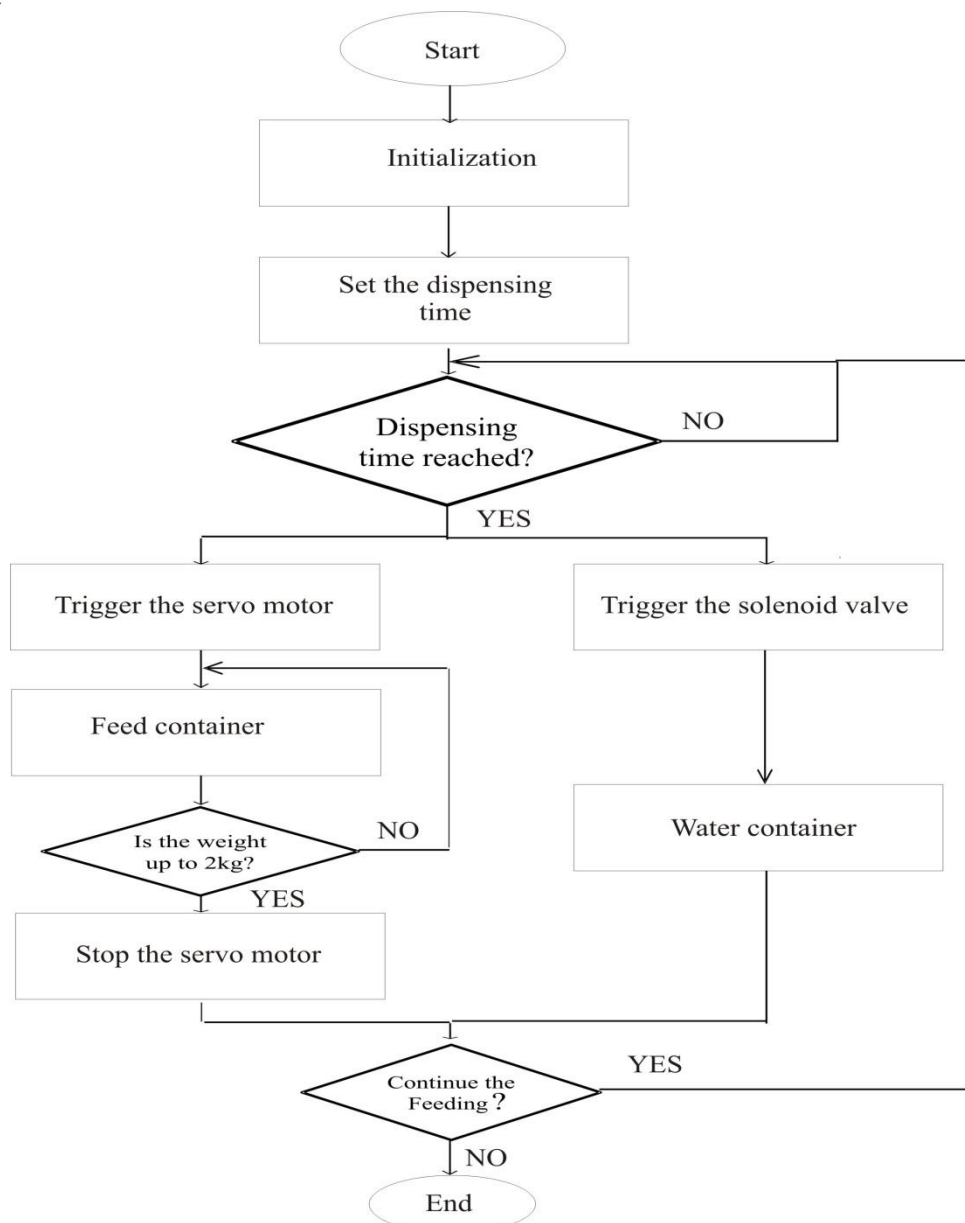 Start
Initialization
Set the dispensing
time
Dispensing
time reached?
NO
YES
Trigger the servo motor
Trigger the solenoid valve
Feed container
Is the weight
up to 2kg?
NO
Water container
YES
Stop the servo motor
Continue the
Feeding?
YES
NO
End